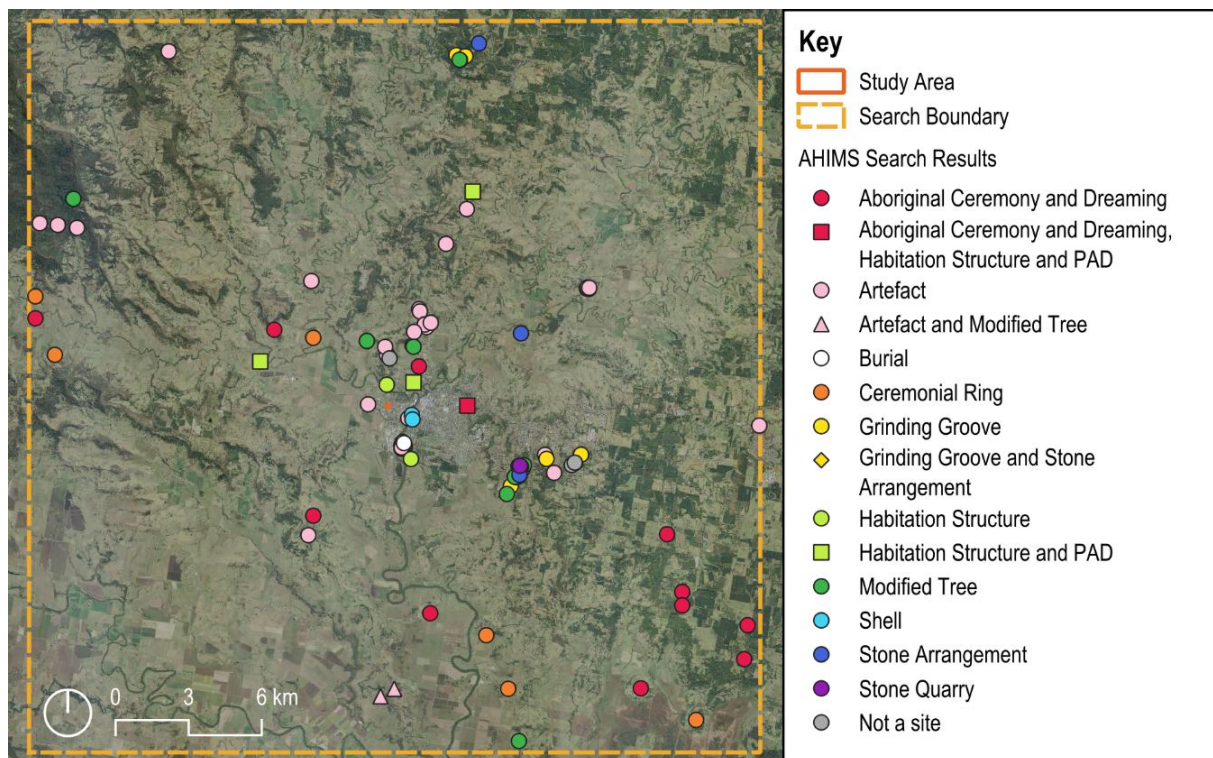 Key
Study Area
Search Boundary
AHIMS Search Results
Aboriginal Ceremony and Dreaming
Aboriginal Ceremony and Dreaming,
Habitation Structure and PAD
Artefact
Artefact and Modified Tree
Burial
Ceremonial Ring
Grinding Groove
Grinding Groove and Stone
Arrangement
Habitation Structure
Habitation Structure and PAD
Modified Tree
Shell
Stone Arrangement
Stone Quarry
Not a site
0 3 6 km